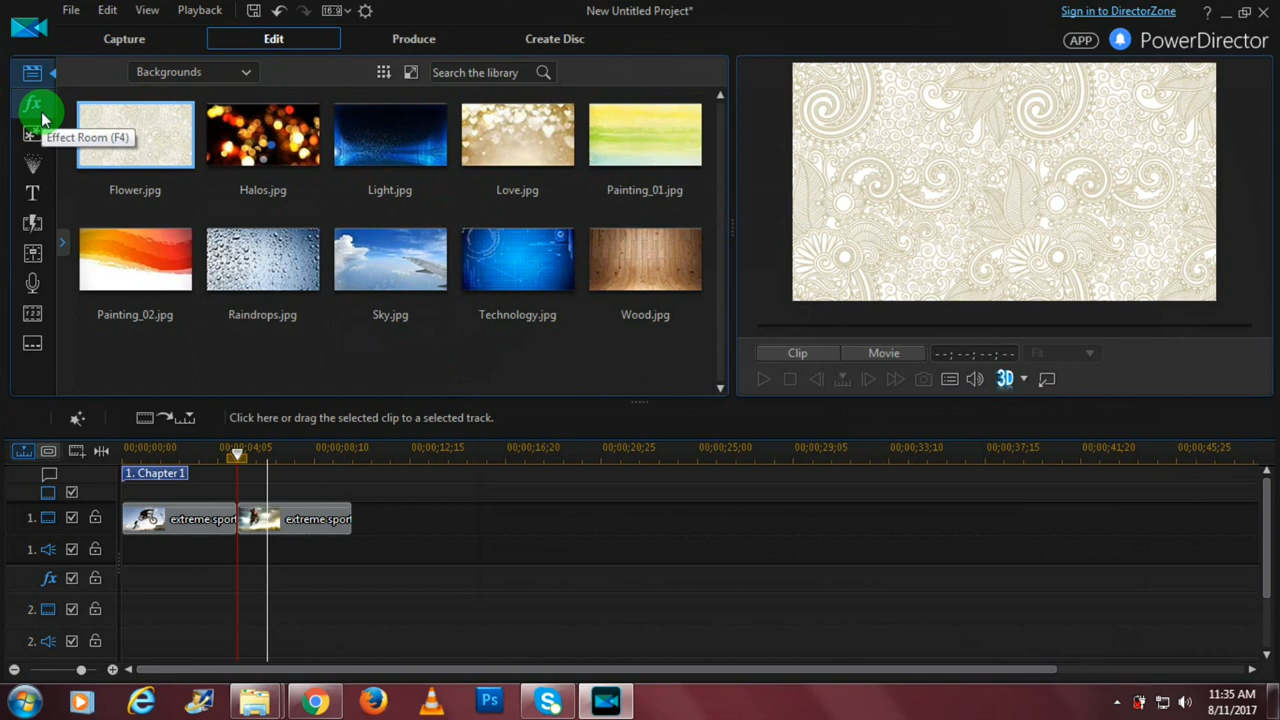 File Edit View Playback 16:9 New Untitled Project* Sign in to DirectorZone ?
Capture Edit Produce Create Disc APP PowerDirector
Backgrounds Search the library
fx
Effect Room (F4)
T
Flower.jpg Halos.jpg Light.jpg Love.jpg Painting_01.jpg
Painting_02.jpg Raindrops.jpg Sky.jpg Technology.jpg Wood.jpg
Clip Movie --;--;--;-- Fit
3D
Click here or drag the selected clip to a selected track.
00;00;00;00 00;00;04;05 00;00;08;10 00;00;12;15 00;00;16;20 00;00;20;25 00;00;25;00 00;00;29;05 00;00;33;10 00;00;37;15 00;00;41;20 00;00;45;25
1. Chapter 1
1. extreme sport extreme sport
1.
fx
2.
2.
Ps
11:35 AM
8/11/2017